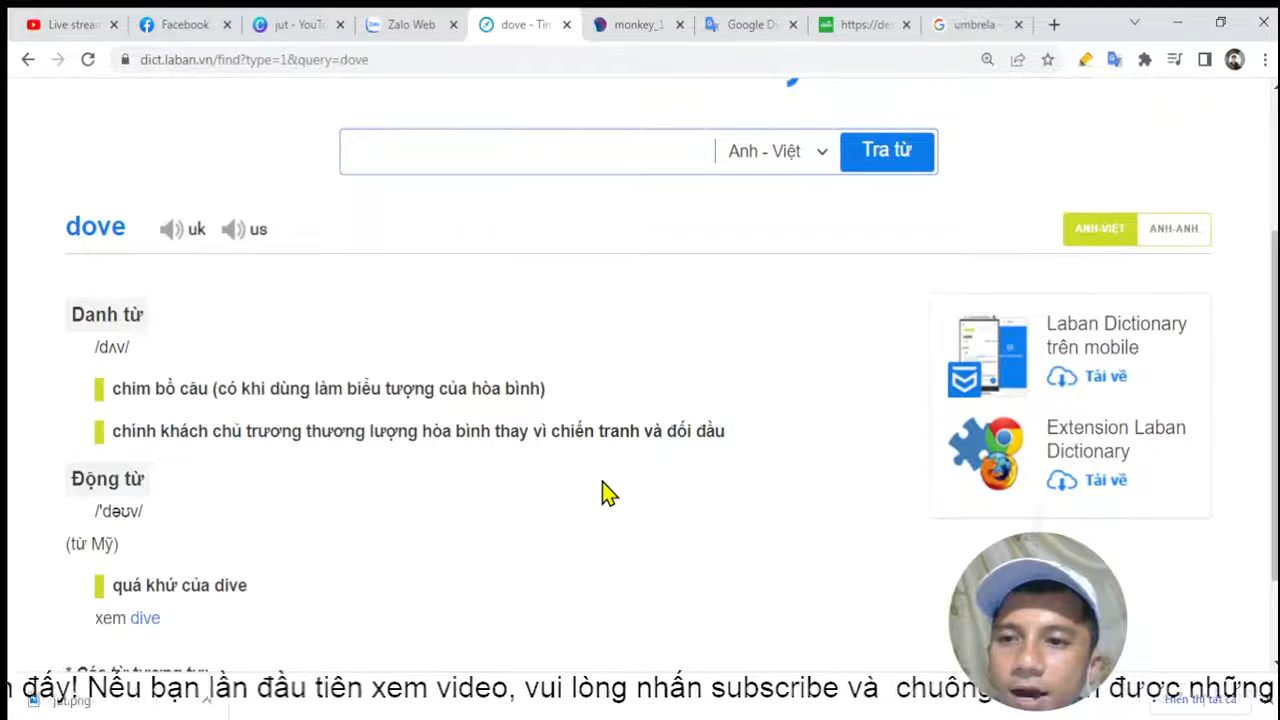 Live strean
Facebook
jut - YouT
Zalo Web
dove - Tìn
monkey_1
Google Dị
https://de
umbrela -
dict.laban.vn/find?type=1&query=dove
Anh - Việt
Tra từ
dove uk us
ANH-VIỆT ANH-ANH
Danh từ
/dʌv/
chim bồ câu (có khi dùng làm biểu tượng của hòa bình)
chính khách chủ trương thương lượng hòa bình thay vì chiến tranh và đối đầu
Động từ
/'dəʊv/
(từ Mỹ)
quá khứ của dive
xem dive
Laban Dictionary
trên mobile
Tải về
Extension Laban
Dictionary
Tải về
đấy! Nếu bạn lần đầu tiên xem video, vui lòng nhấn subscribe và chuông được những